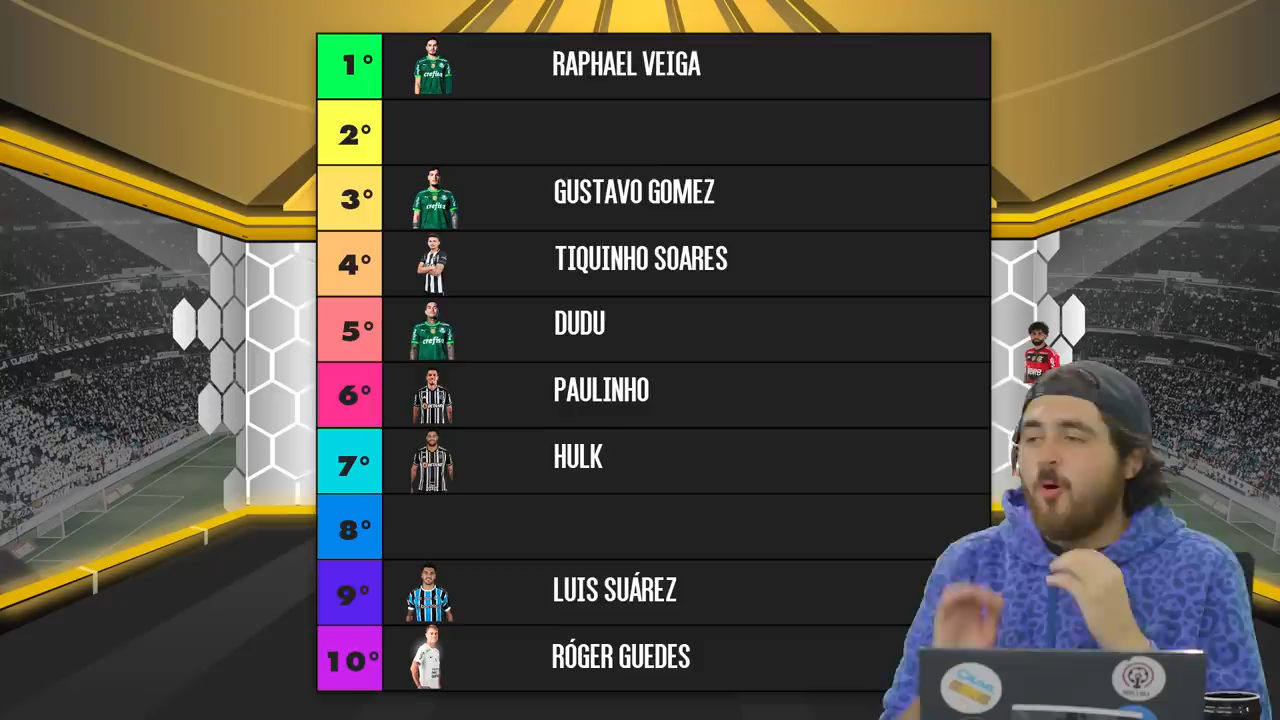 1° RAPHAEL VEIGA
2°
3° GUSTAVO GOMEZ
4° TIQUINHO SOARES
5° DUDU
6° PAULINHO
7° HULK
8°
9° LUIS SUÁREZ
10° RÓGER GUEDES